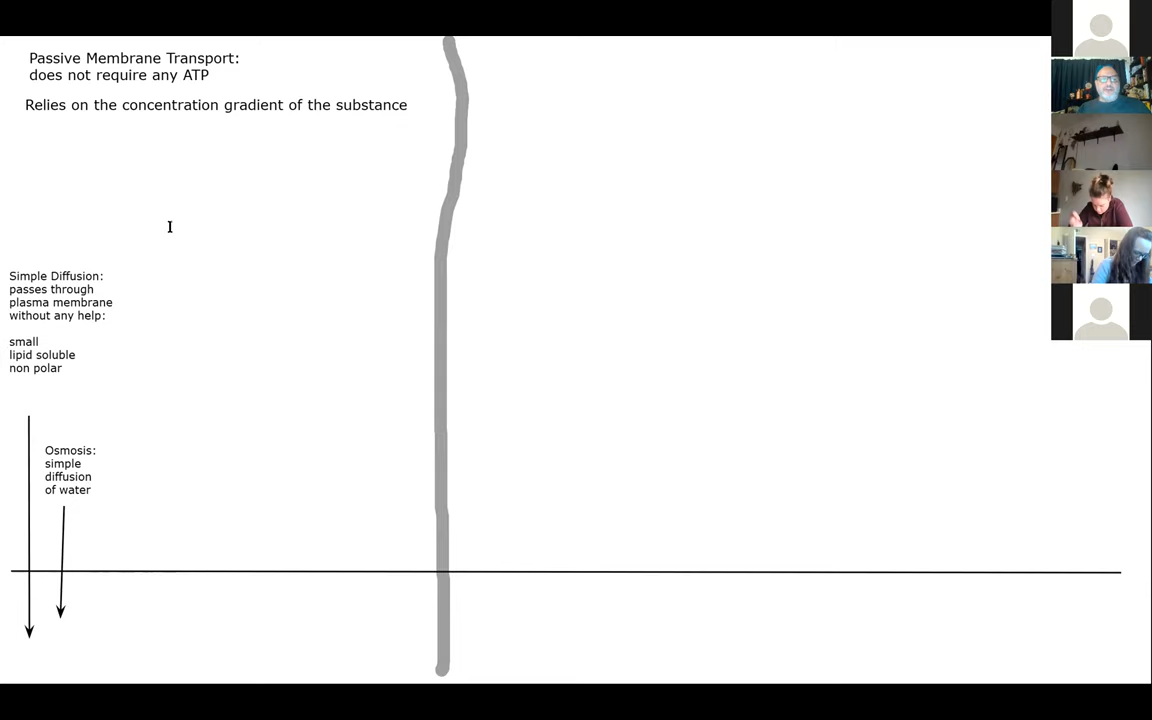 Passive Membrane Transport:
does not require any ATP
Relies on the concentration gradient of the substance
Simple Diffusion:
passes through
plasma membrane
without any help:
small
lipid soluble
non polar
Osmosis:
simple
diffusion
of water